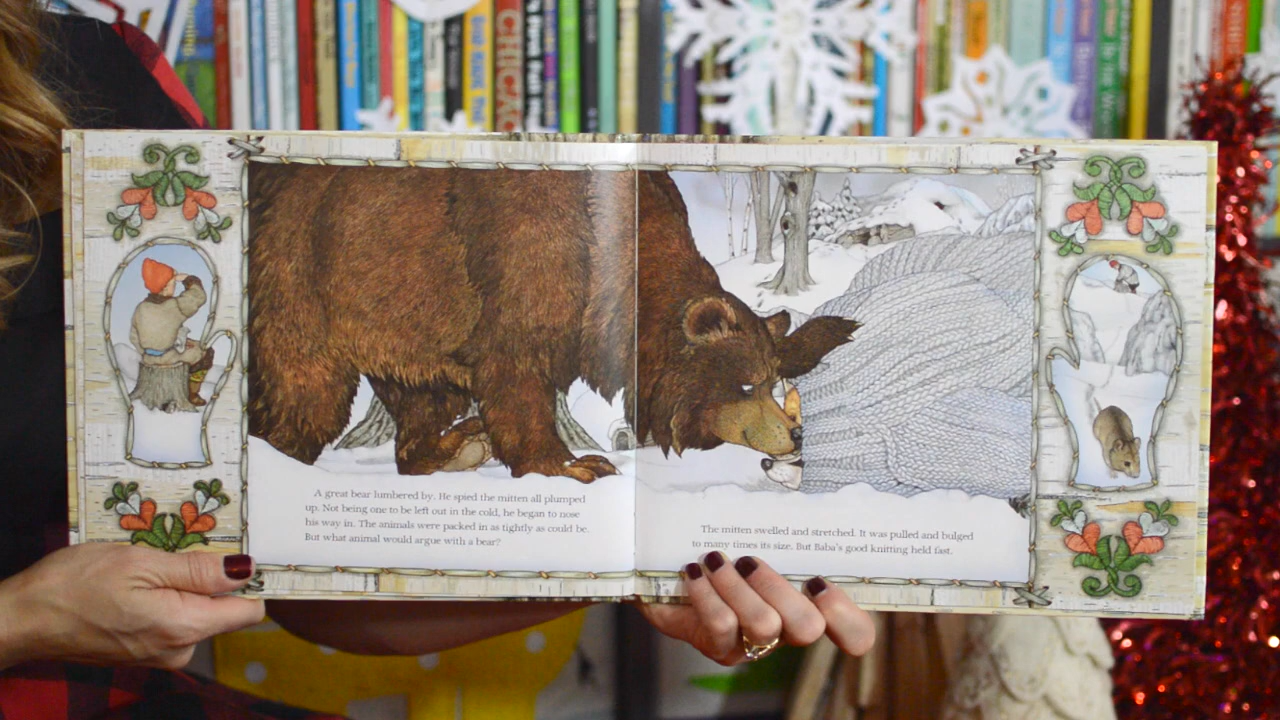 CHICAG
A great bear lumbered by. He spied the mitten all plumped
up. Not being one to be left out in the cold, he began to nose
his way in. The animals were packed in as tightly as could be.
But what animal would argue with a bear?
The mitten swelled and stretched. It was pulled and bulged
to many times its size. But Baba's good knitting held fast.